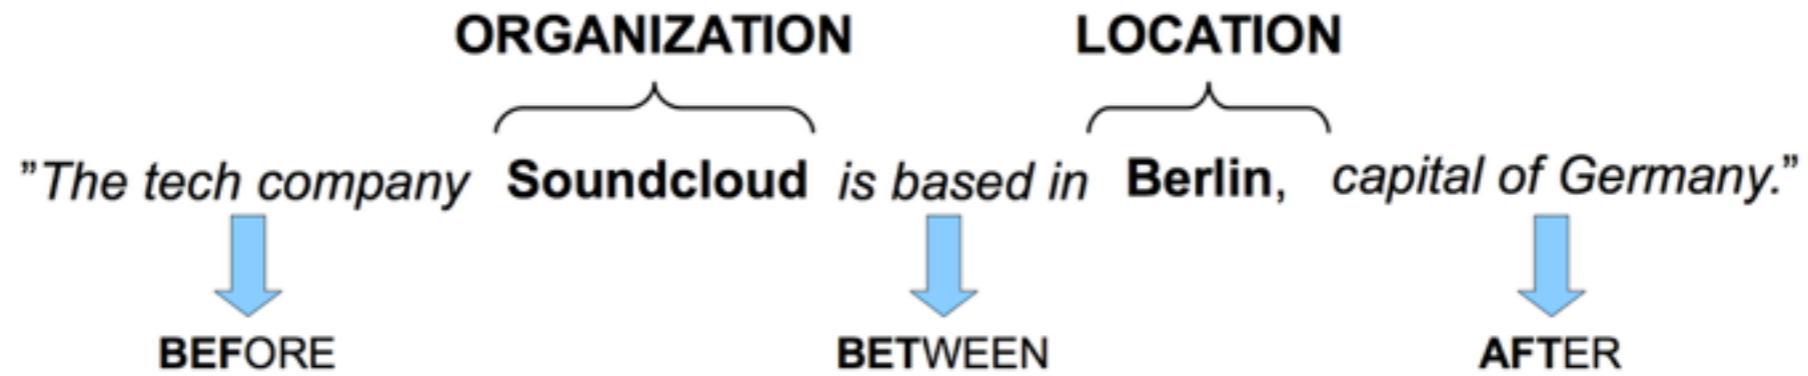 ORGANIZATION LOCATION
”The tech company Soundcloud is based in Berlin, capital of Germany.”
BEFORE BETWEEN AFTER